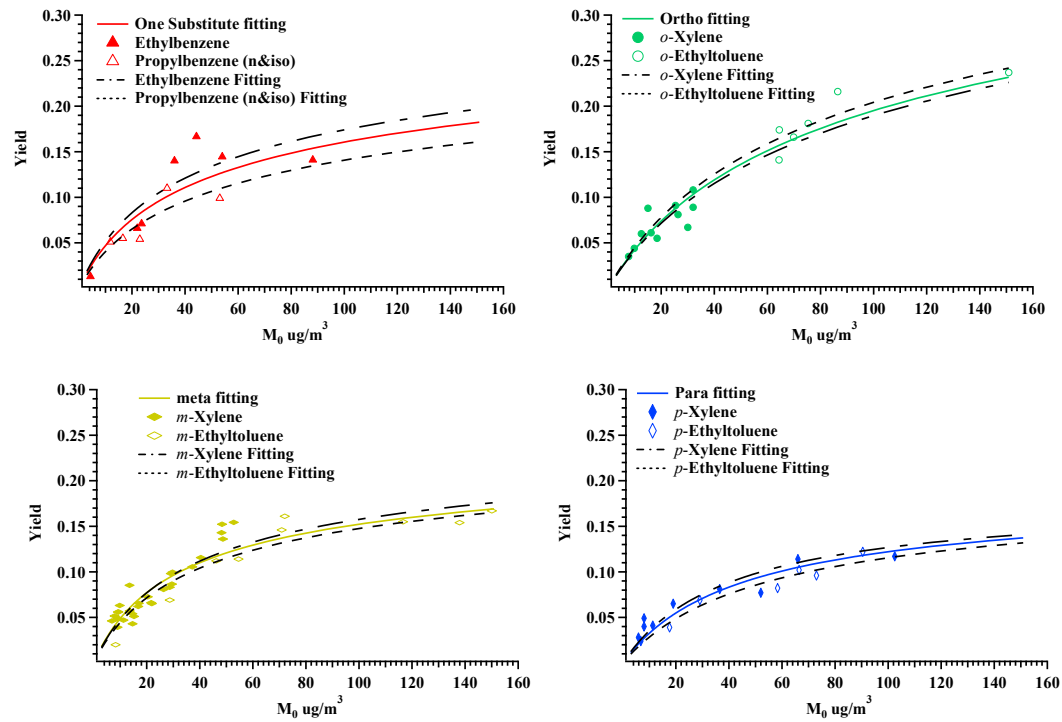 0.30
0.25
0.20
0.15
0.10
0.05
Yield
One Substitute fitting
Ethylbenzene
Propylbenzene (n&iso)
Ethylbenzene Fitting
Propylbenzene (n&iso) Fitting
20 40 60 80 100 120 140 160
M0 ug/m3
0.30
0.25
0.20
0.15
0.10
0.05
Yield
Ortho fitting
o-Xylene
o-Ethyltoluene
o-Xylene Fitting
o-Ethyltoluene Fitting
20 40 60 80 100 120 140 160
M0 ug/m3
0.30
0.25
0.20
0.15
0.10
0.05
Yield
meta fitting
m-Xylene
m-Ethyltoluene
m-Xylene Fitting
m-Ethyltoluene Fitting
20 40 60 80 100 120 140 160
M0 ug/m3
0.30
0.25
0.20
0.15
0.10
0.05
Yield
Para fitting
p-Xylene
p-Ethyltoluene
p-Xylene Fitting
p-Ethyltoluene Fitting
20 40 60 80 100 120 140 160
M0 ug/m3